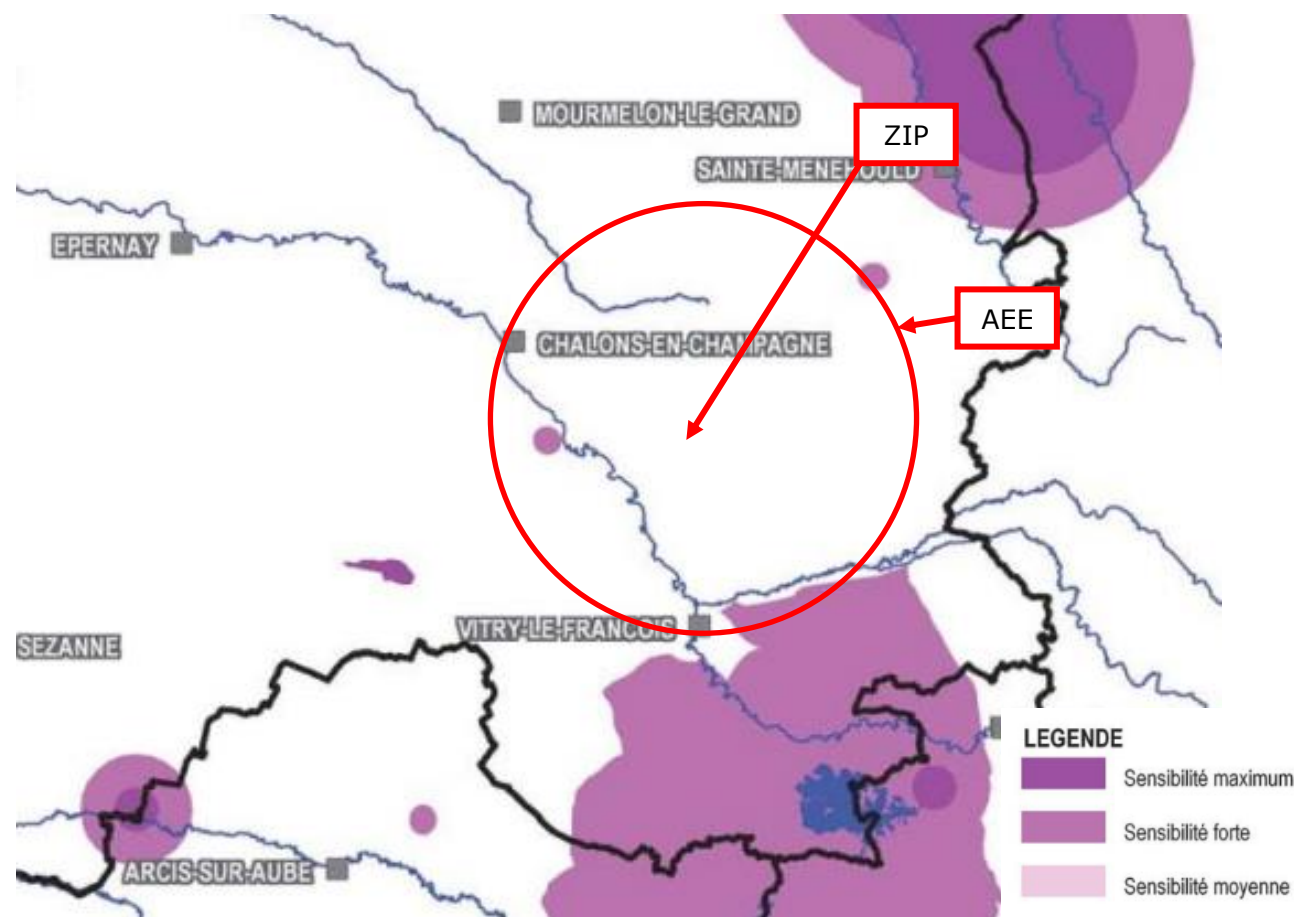 MOURMELON-LE-GRAND
ZIP
SAINTE-MENEHOULD
EPERNAY
AEE
CHALONS-EN-CHAMPAGNE
VITRY-LE-FRANCOIS
SEZANNE
LEGENDE
Sensibilité maximum
Sensibilité forte
ARCIS-SUR-AUBE
Sensibilité moyenne